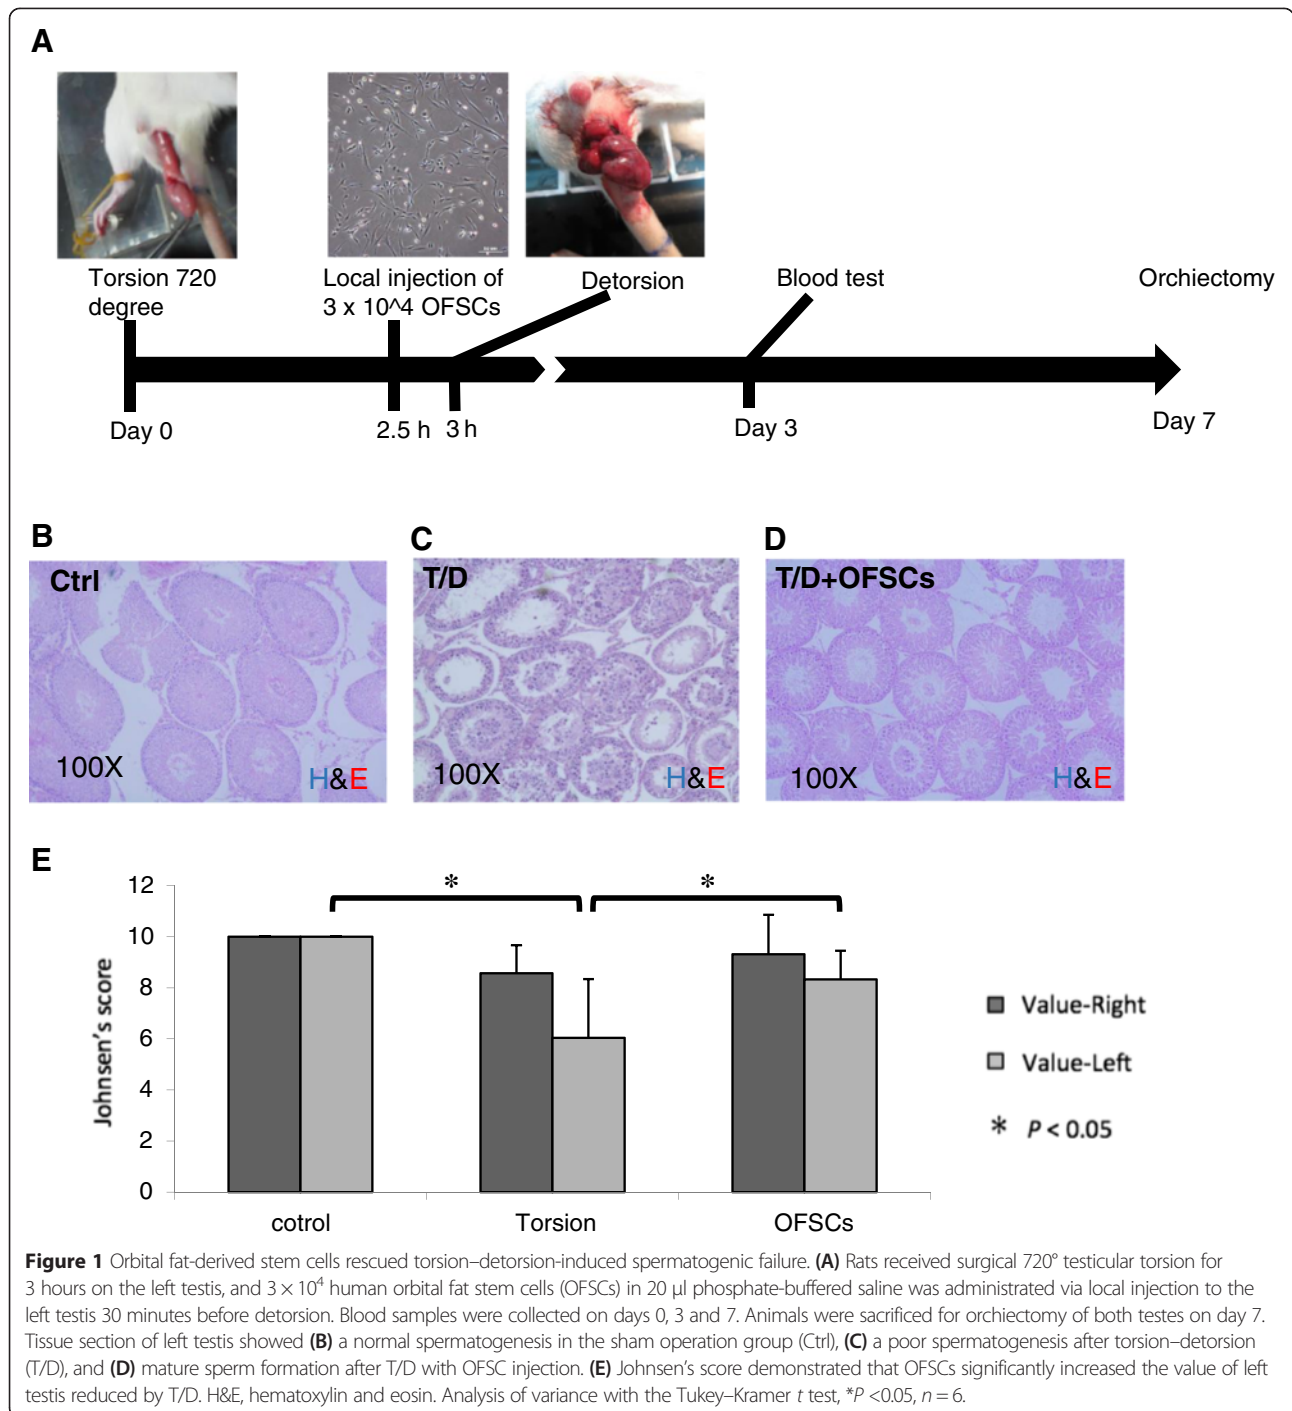 A
Torsion 720
degree
Local injection of
3 x 10^4 OFSCs
Detorsion
Blood test
Orchiectomy
Day 0
2.5 h
3 h
Day 3
Day 7
B
Ctrl
100X
H&E
C
T/D
100X
H&E
D
T/D+OFSCs
100X
H&E
E
Johnsen's score
12
10
8
6
4
2
0
*
*
cotrol
Torsion
OFSCs
Value-Right
Value-Left
* P < 0.05
Figure 1 Orbital fat-derived stem cells rescued torsion–detorsion-induced spermatogenic failure. (A) Rats received surgical 720° testicular torsion for
3 hours on the left testis, and 3 × 10⁴ human orbital fat stem cells (OFSCs) in 20 μl phosphate-buffered saline was administrated via local injection to the
left testis 30 minutes before detorsion. Blood samples were collected on days 0, 3 and 7. Animals were sacrificed for orchiectomy of both testes on day 7.
Tissue section of left testis showed (B) a normal spermatogenesis in the sham operation group (Ctrl), (C) a poor spermatogenesis after torsion–detorsion
(T/D), and (D) mature sperm formation after T/D with OFSC injection. (E) Johnsen's score demonstrated that OFSCs significantly increased the value of left
testis reduced by T/D. H&E, hematoxylin and eosin. Analysis of variance with the Tukey–Kramer t test, *P <0.05, n = 6.